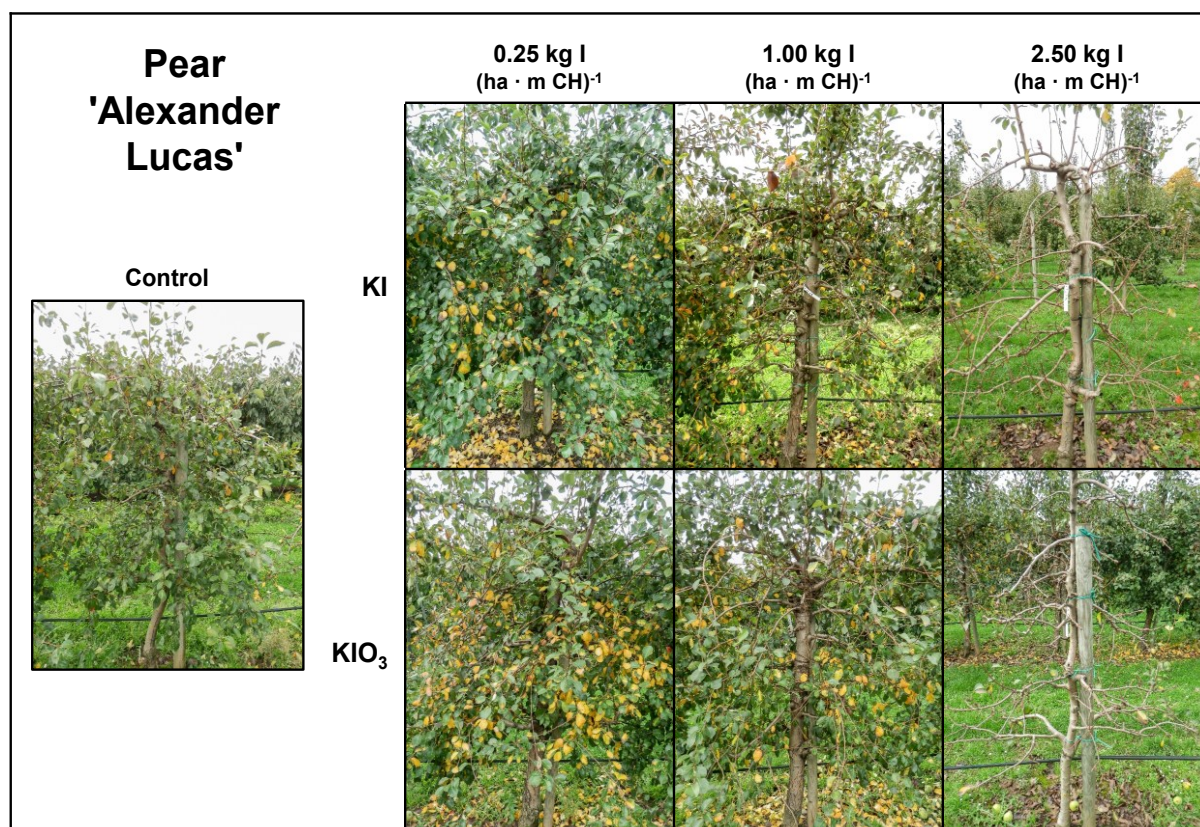 Pear
'Alexander
Lucas'
0.25 kg I
(ha · m CH)⁻¹
1.00 kg I
(ha · m CH)⁻¹
2.50 kg I
(ha · m CH)⁻¹
Control
KI
KIO₃